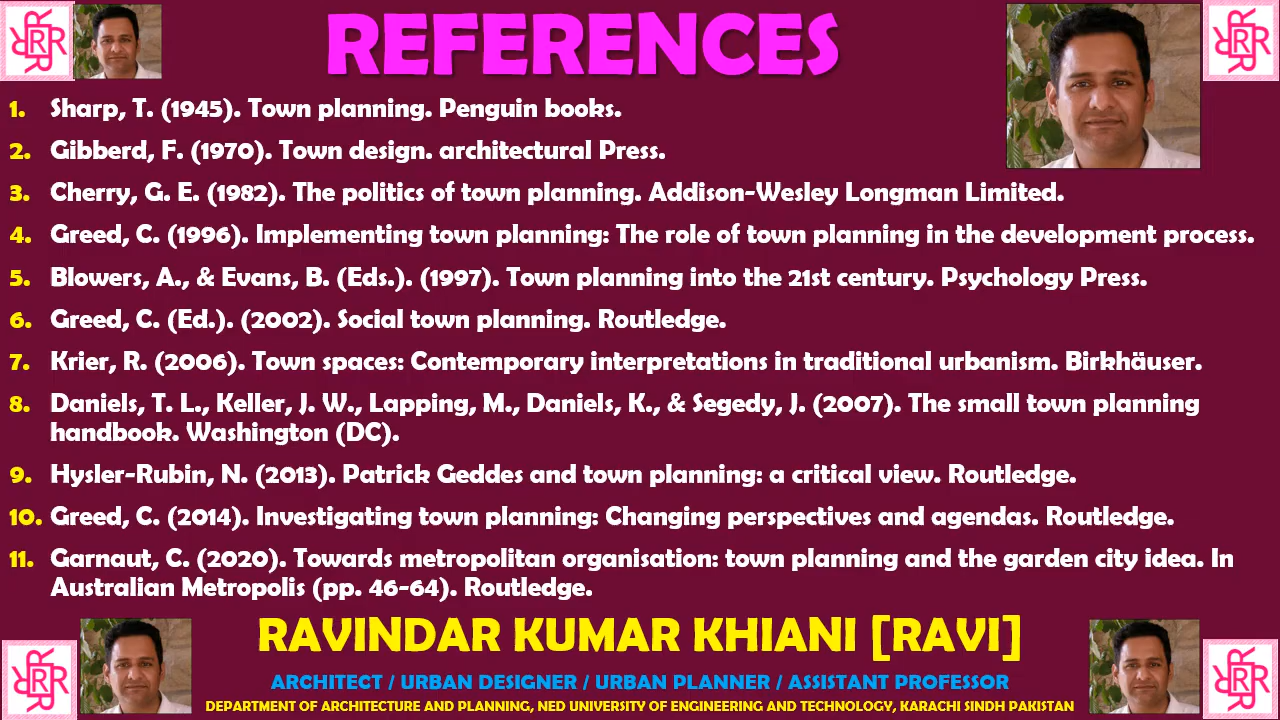 REFERENCES
1. Sharp, T. (1945). Town planning. Penguin books.
2. Gibberd, F. (1970). Town design. architectural Press.
3. Cherry, G. E. (1982). The politics of town planning. Addison-Wesley Longman Limited.
4. Greed, C. (1996). Implementing town planning: The role of town planning in the development process.
5. Blowers, A., & Evans, B. (Eds.). (1997). Town planning into the 21st century. Psychology Press.
6. Greed, C. (Ed.). (2002). Social town planning. Routledge.
7. Krier, R. (2006). Town spaces: Contemporary interpretations in traditional urbanism. Birkhäuser.
8. Daniels, T. L., Keller, J. W., Lapping, M., Daniels, K., & Segedy, J. (2007). The small town planning
handbook. Washington (DC).
9. Hysler-Rubin, N. (2013). Patrick Geddes and town planning: a critical view. Routledge.
10. Greed, C. (2014). Investigating town planning: Changing perspectives and agendas. Routledge.
11. Garnaut, C. (2020). Towards metropolitan organisation: town planning and the garden city idea. In
Australian Metropolis (pp. 46-64). Routledge.
RAVINDAR KUMAR KHIANI [RAVI]
ARCHITECT / URBAN DESIGNER / URBAN PLANNER / ASSISTANT PROFESSOR
DEPARTMENT OF ARCHITECTURE AND PLANNING, NED UNIVERSITY OF ENGINEERING AND TECHNOLOGY, KARACHI SINDH PAKISTAN